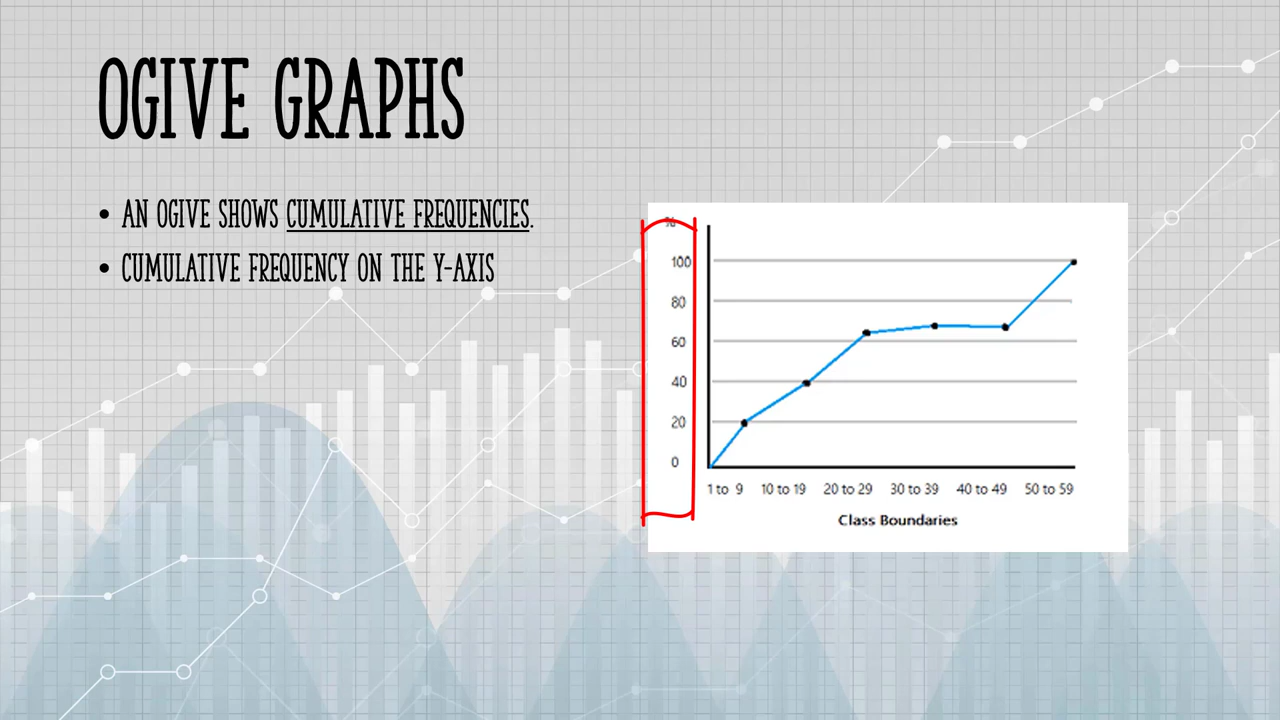 OGIVE GRAPHS
• AN OGIVE SHOWS CUMULATIVE FREQUENCIES.
• CUMULATIVE FREQUENCY ON THE Y-AXIS
%
100
80
60
40
20
0
1 to 9 10 to 19 20 to 29 30 to 39 40 to 49 50 to 59
Class Boundaries